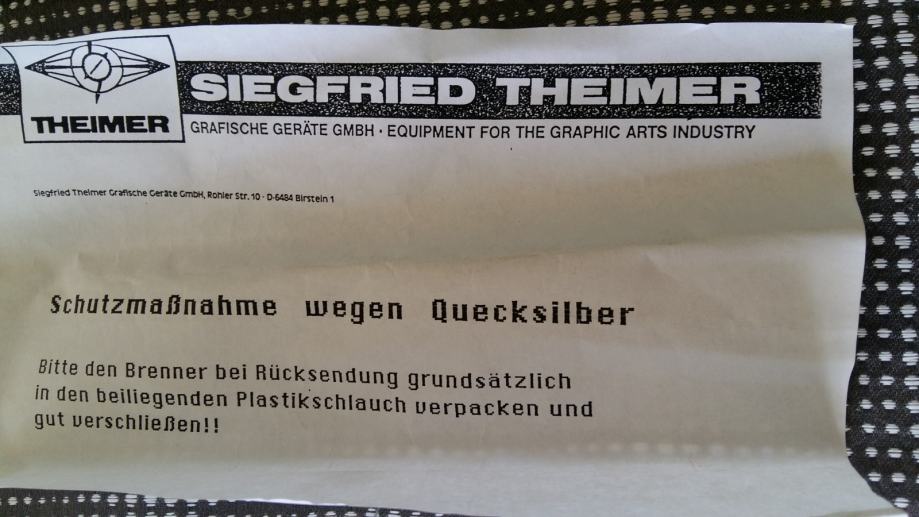 THEIMER
SIEGFRIED THEIMER
GRAFISCHE GERÄTE GMBH · EQUIPMENT FOR THE GRAPHIC ARTS INDUSTRY
Siegfried Theimer Grafische Geräte GmbH, Rohler Str. 10 · D-6484 Birstein 1
Schutzmaßnahme wegen Quecksilber
Bitte den Brenner bei Rücksendung grundsätzlich
in den beiliegenden Plastikschlauch verpacken und
gut verschließen!!